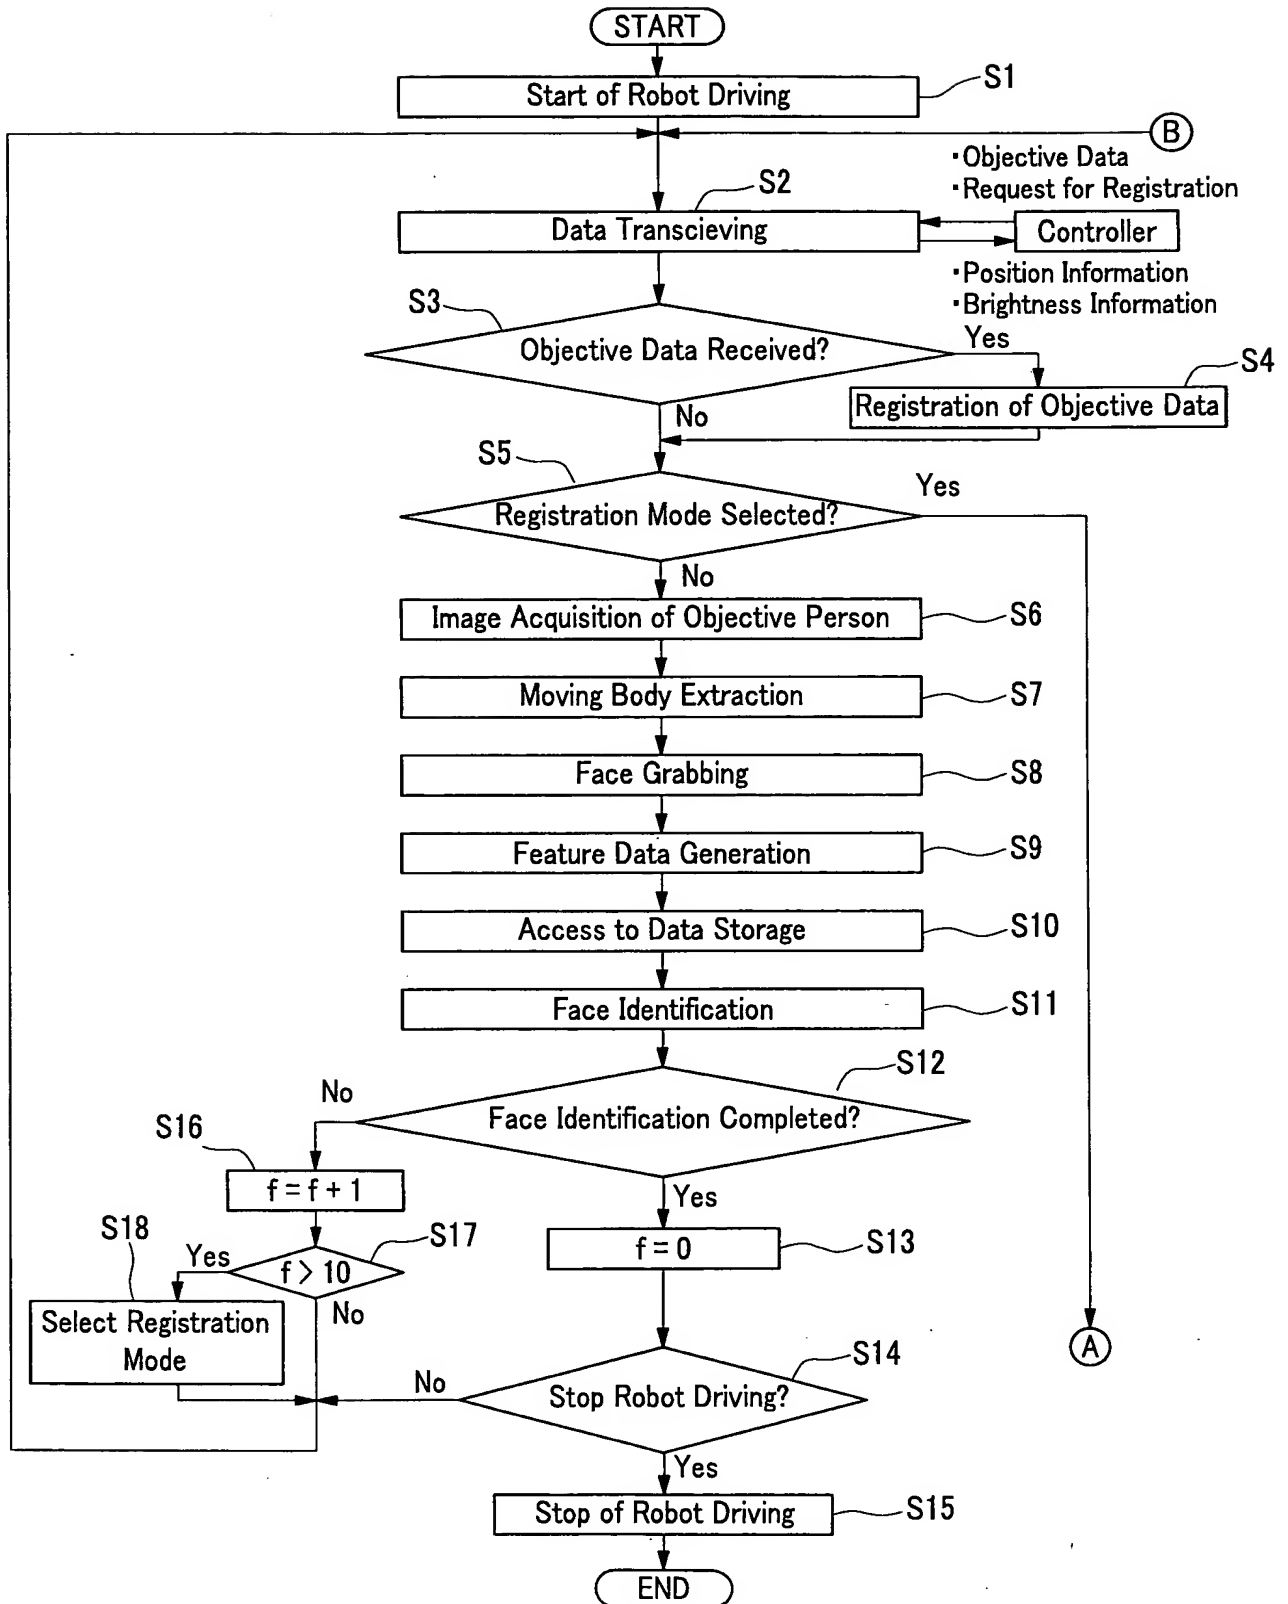 START
Start of Robot Driving
S1
B
・Objective Data
・Request for Registration
S2
Data Transcieving
Controller
・Position Information
・Brightness Information
S3
Objective Data Received?
Yes
S4
Registration of Objective Data
No
S5
Registration Mode Selected?
Yes
No
Image Acquisition of Objective Person
S6
Moving Body Extraction
S7
Face Grabbing
S8
Feature Data Generation
S9
Access to Data Storage
S10
Face Identification
S11
S12
No
Face Identification Completed?
S16
f = f + 1
Yes
S18
S17
f = 0
S13
Yes
f > 10
No
Select Registration
Mode
A
S14
No
Stop Robot Driving?
Yes
Stop of Robot Driving
S15
END